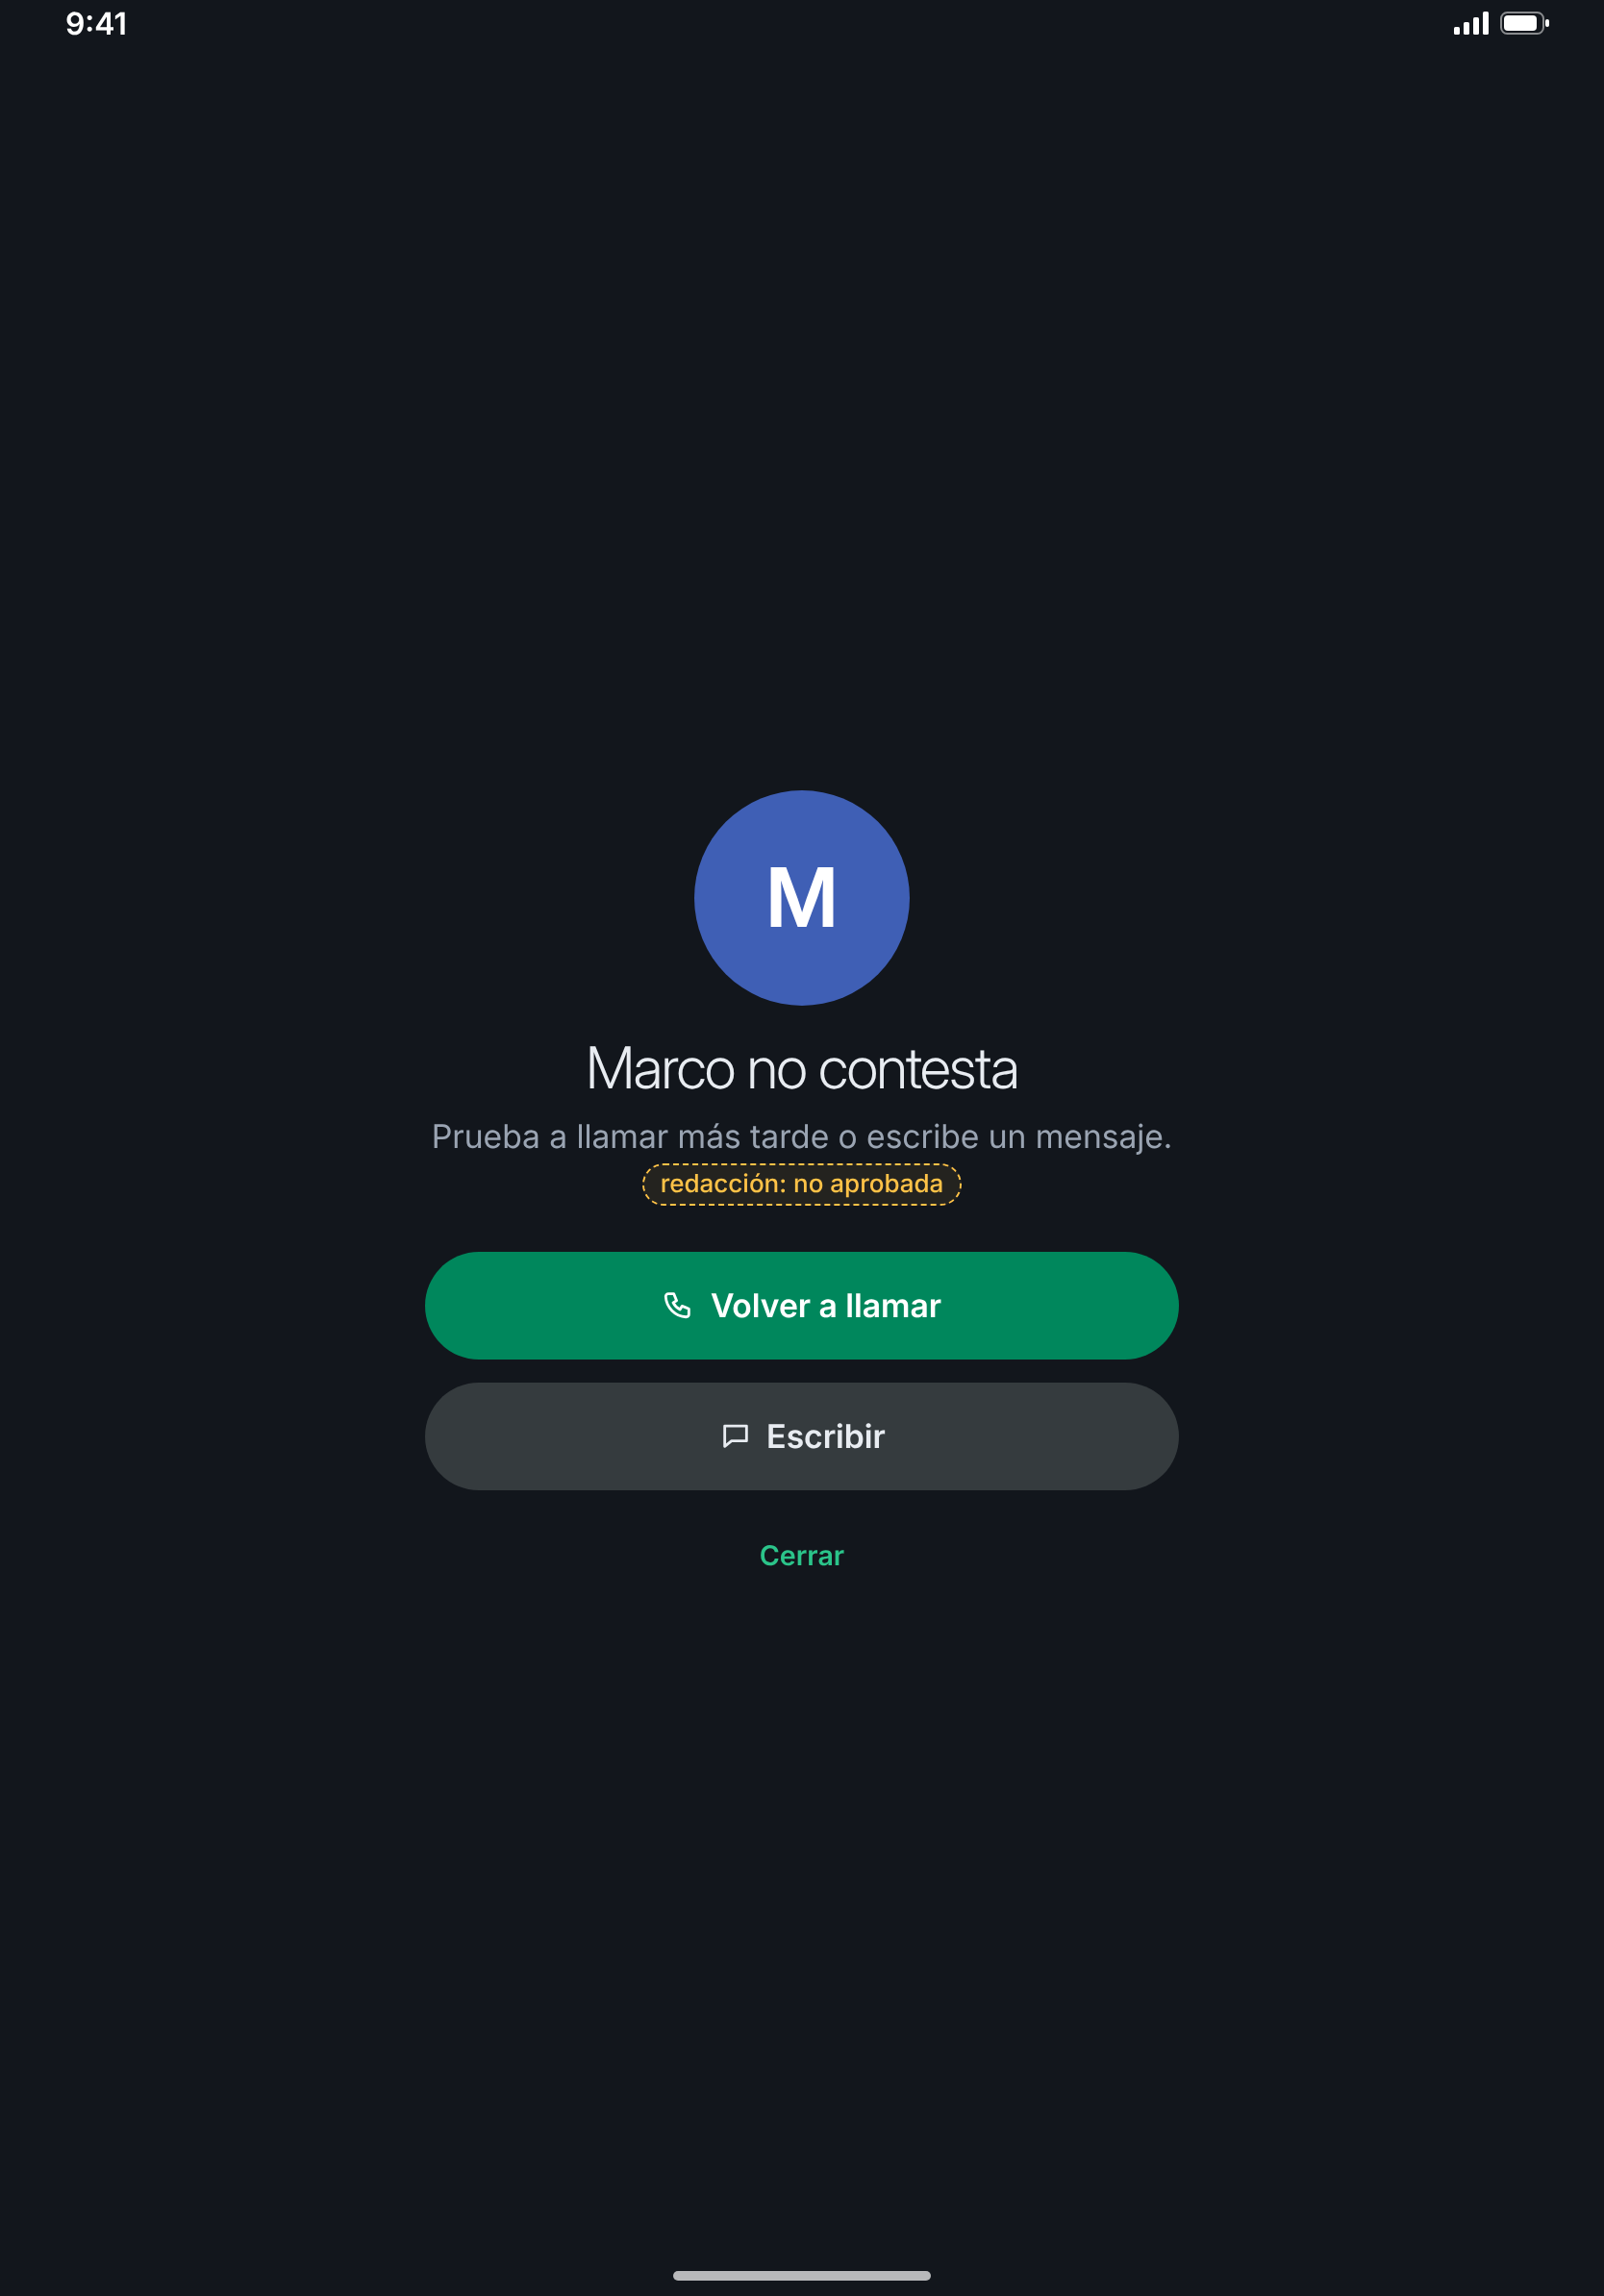 9:41
M
Marco no contesta
Prueba a llamar más tarde o escribe un mensaje.
redacción: no aprobada
Volver a llamar
Escribir
Cerrar